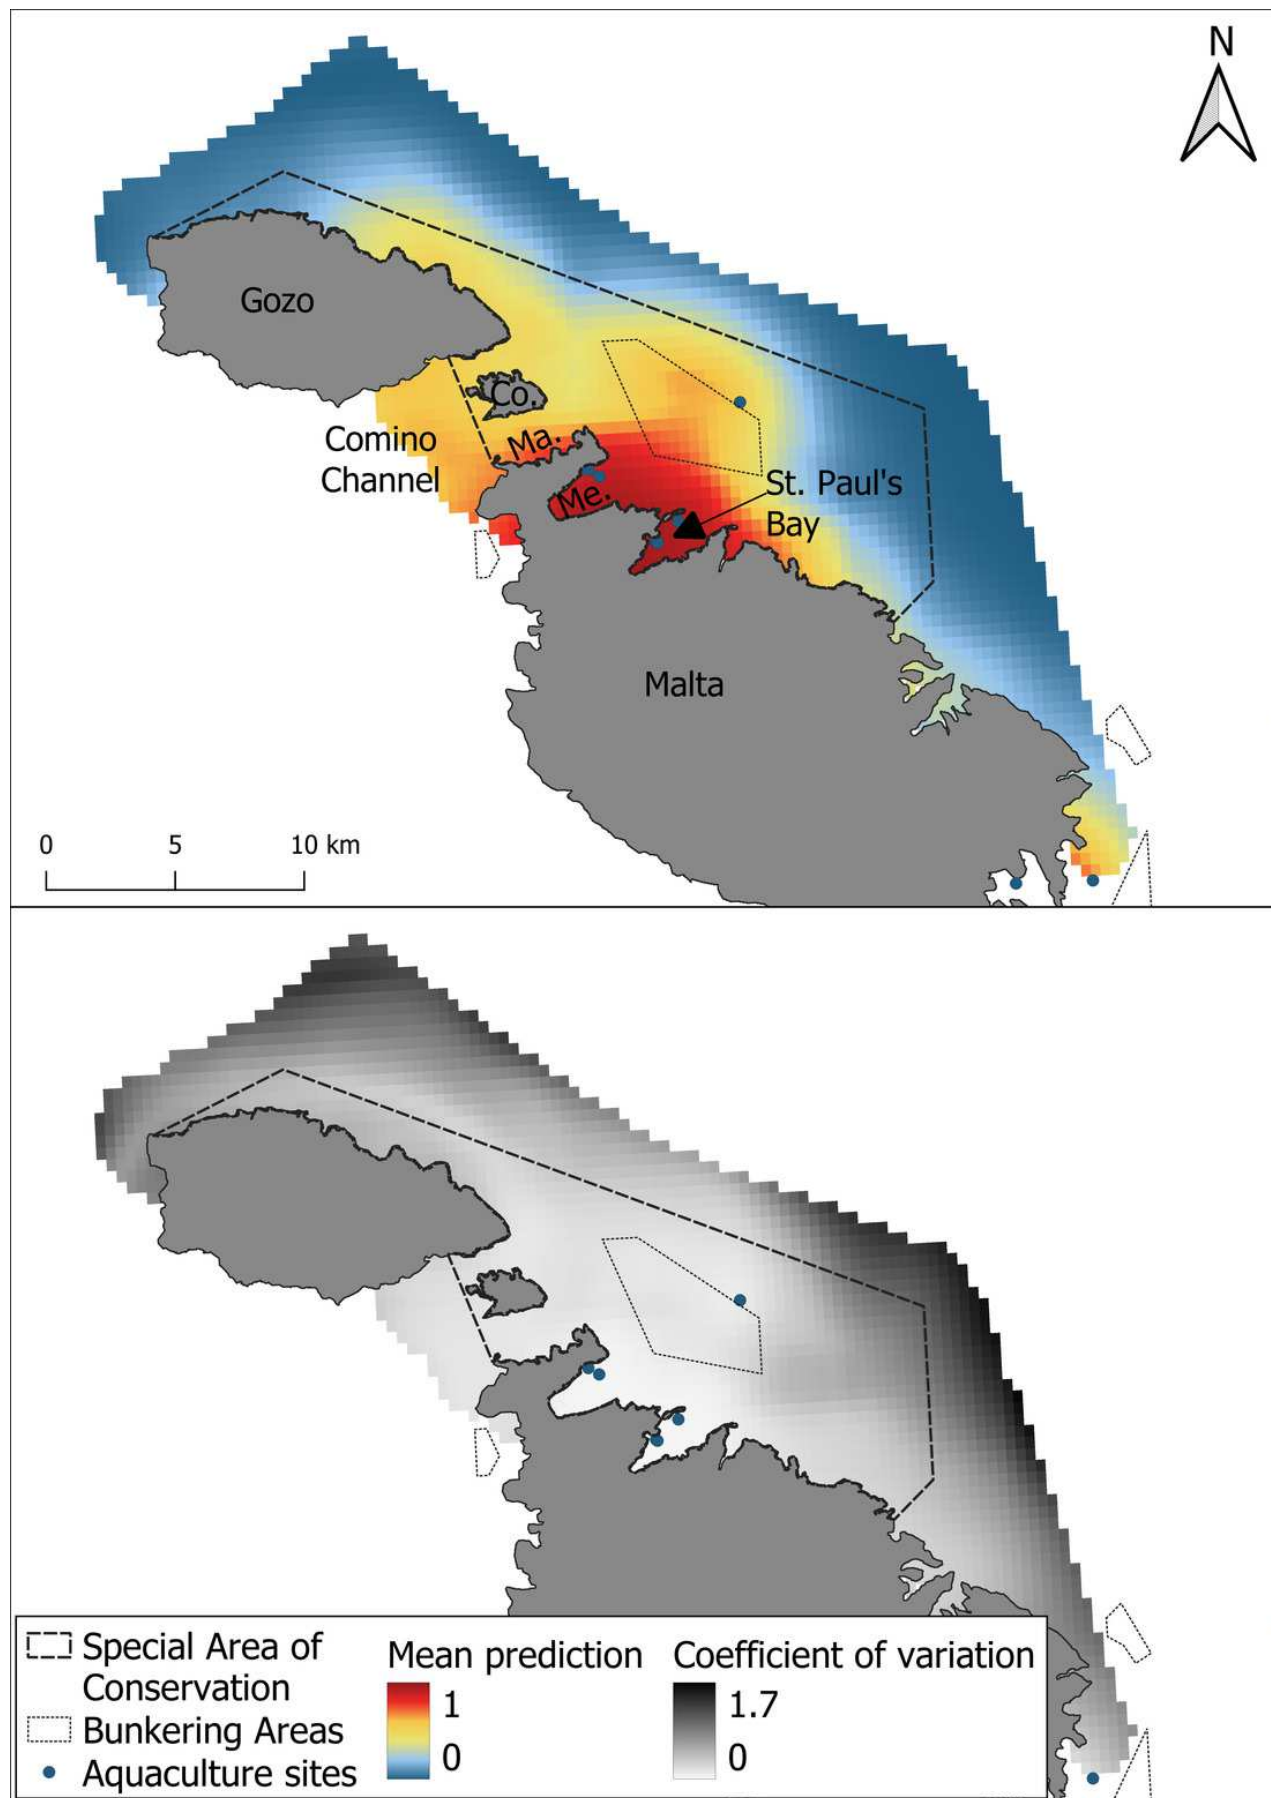 N
Gozo
Co.
Comino
Channel
Ma.
Me.
St. Paul's
Bay
Malta
0 5 10 km
Special Area of
Conservation
Bunkering Areas
Aquaculture sites
Mean prediction
1
0
Coefficient of variation
1.7
0